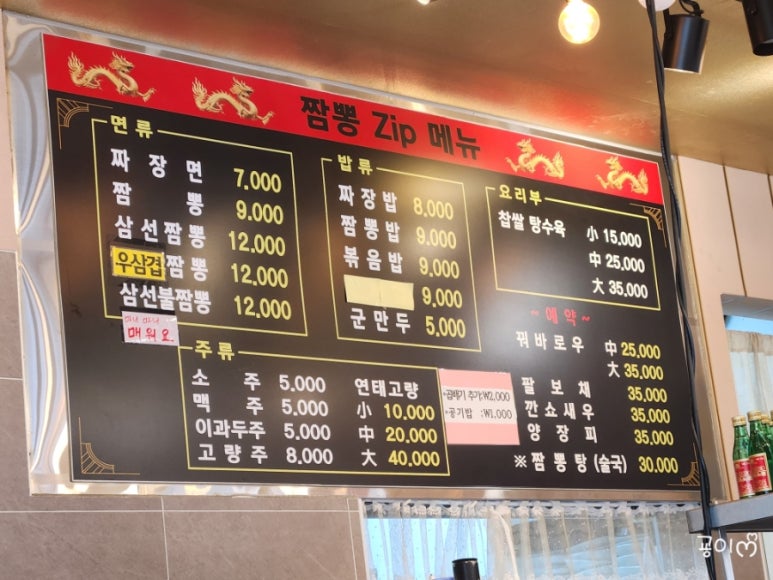 짬뽕 Zip 메뉴
면류
짜장면 7,000
짬뽕 9,000
삼선짬뽕 12,000
우삼겹짬뽕 12,000
삼선불짬뽕 12,000
매워요
밥류
짜장밥 8,000
짬뽕밥 9,000
볶음밥 9,000
9,000
군만두 5,000
요리부
찹쌀 탕수육 小 15,000
中 25,000
大 35,000
~ 예약 ~
꿔바로우 中 25,000
大 35,000
팔보채 35,000
깐쇼새우 35,000
양장피 35,000
※ 짬뽕탕 (술국) 30,000
주류
소주 5,000
맥주 5,000
이과두주 5,000
고량주 8,000
연태고량
小 10,000
中 20,000
大 40,000
*곱배기 추가:₩2,000
*공기밥 :₩1,000
공이